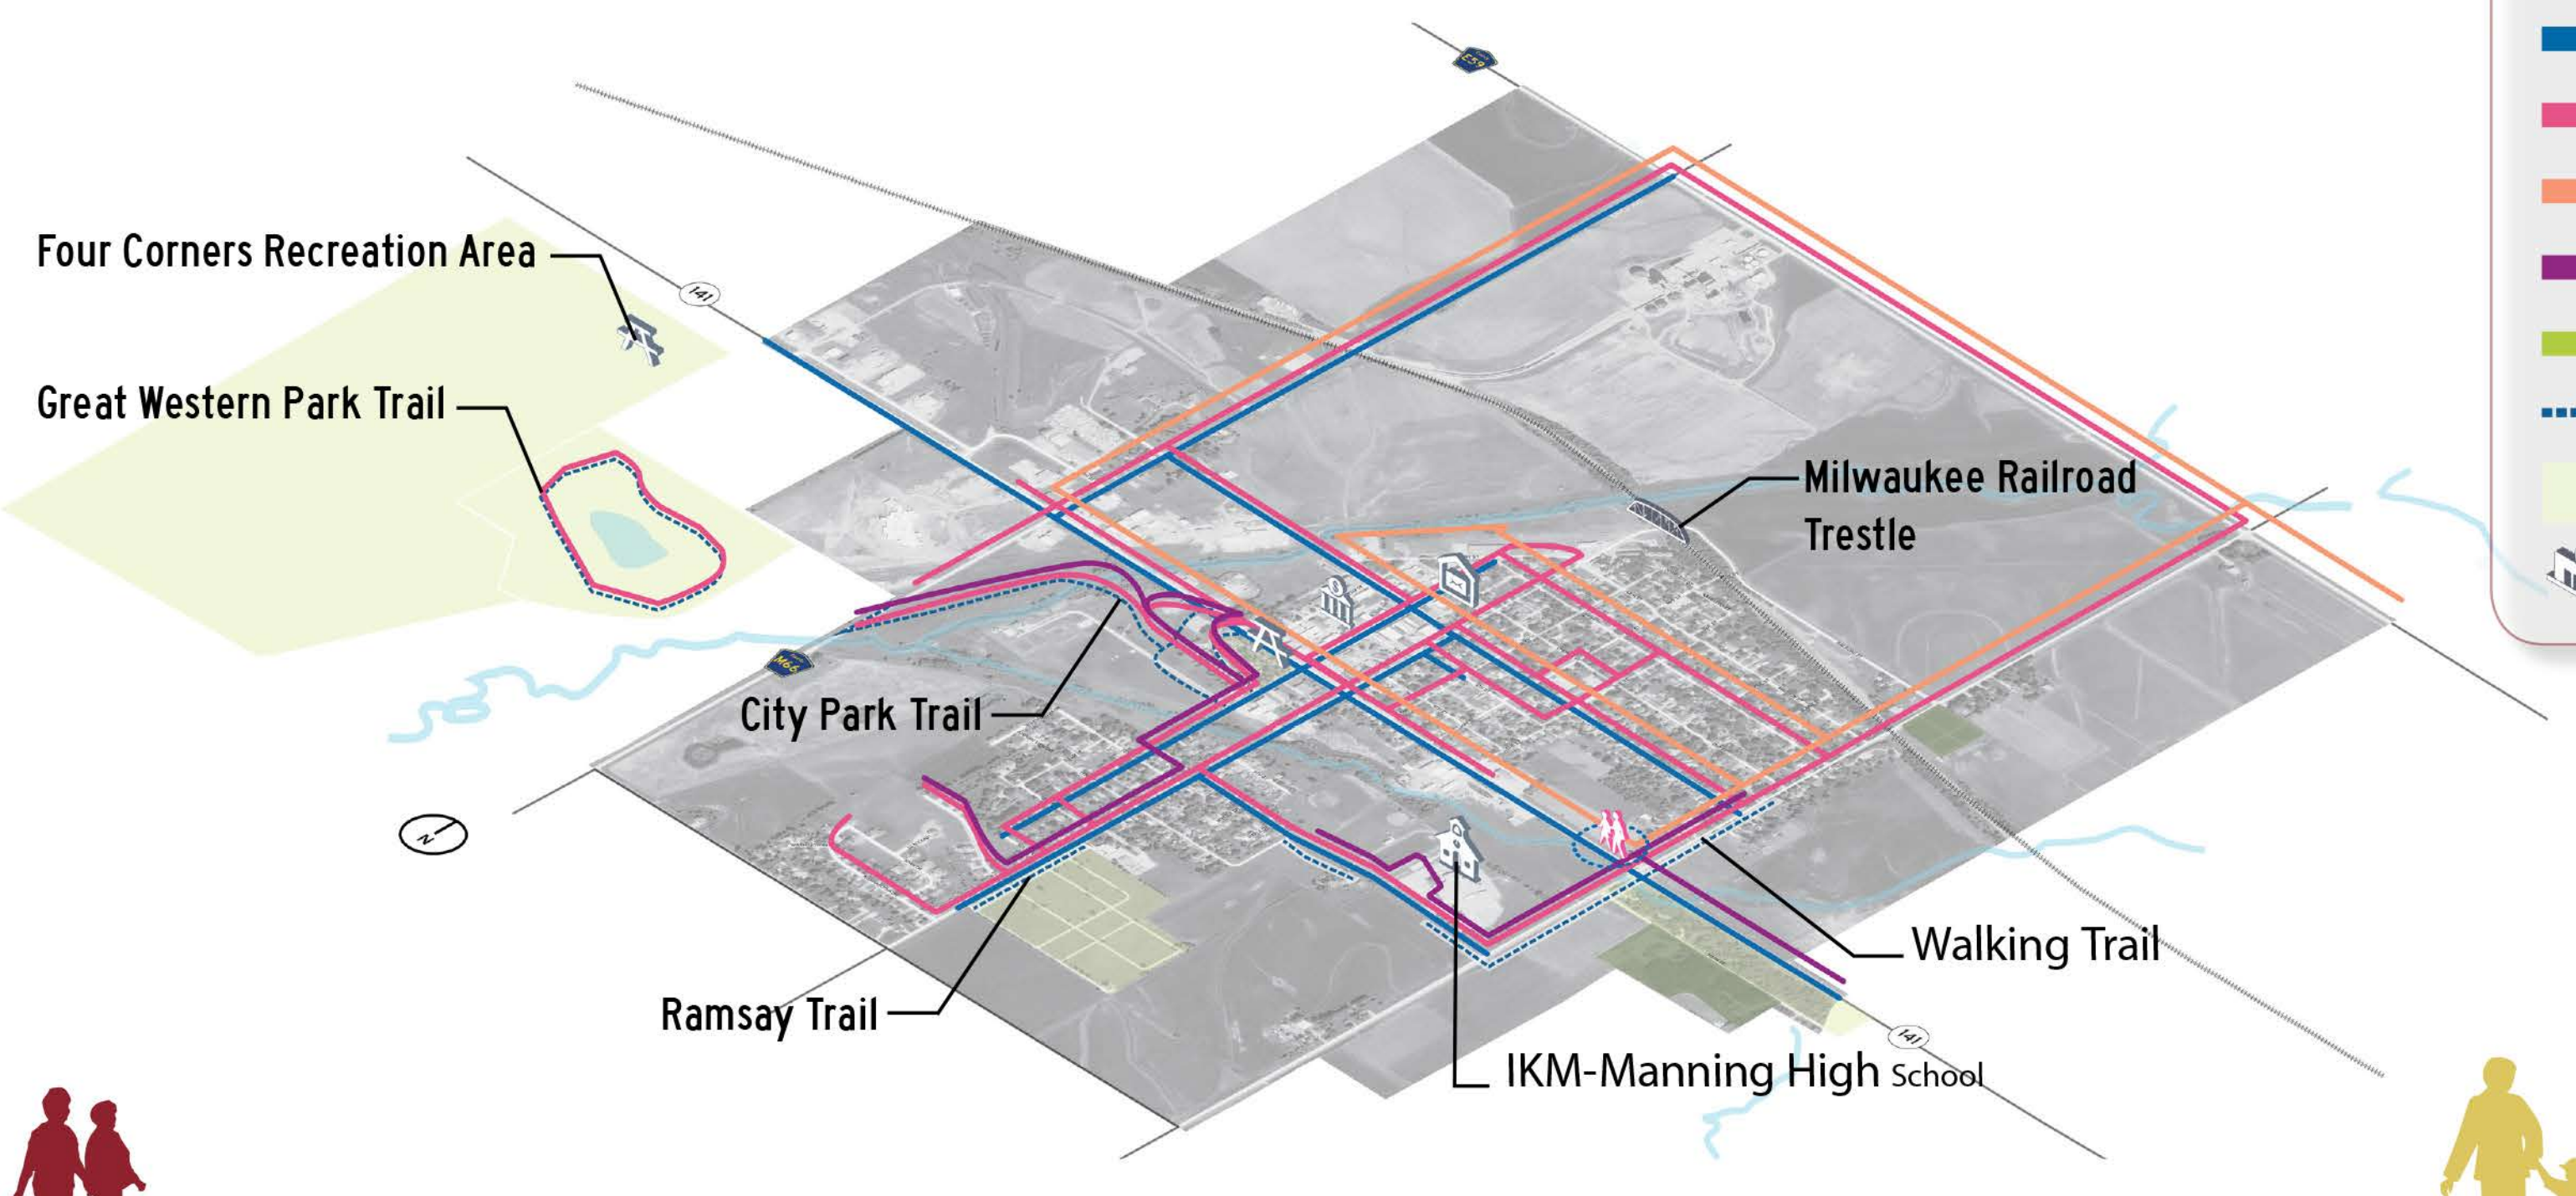 E59
Four Corners Recreation Area
141
Great Western Park Trail
Milwaukee Railroad
Trestle
$
M66
City Park Trail
N
Walking Trail
Ramsay Trail
141
IKM-Manning High School